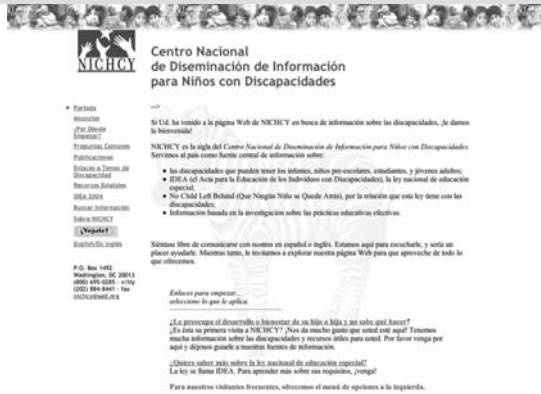 NICHCY
Centro Nacional
de Diseminación de Información
para Niños con Discapacidades
Portada
Anuncios
¿Por Dónde
Empezar?
Preguntas Comunes
Publicaciones
Enlaces a Temas de
Discapacidad
Recursos Estatales
IDEA 2004
Buscar Información
Sobre NICHCY
English/En inglés
P.O. Box 1492
Washington, DC 20013
(800) 695-0285 · v/tty
(202) 884-8441 · fax
nichcy@aed.org
-->
Si Ud. ha venido a la página Web de NICHCY en busca de información sobre las discapacidades, ¡le damos
la bienvenida!
NICHCY es la sigla del Centro Nacional de Diseminación de Información para Niños con Discapacidades.
Servimos al país como fuente central de información sobre:
las discapacidades que pueden tener los infantes, niños pre-escolares, estudiantes, y jóvenes adultos;
IDEA (el Acta para la Educación de los Individuos con Discapacidades), la ley nacional de educación
especial;
No Child Left Behind (Que Ningún Niño se Quede Atrás), por la relación que esta ley tiene con las
discapacidades;
Información basada en la investigación sobre las prácticas educativas efectivas.
Siéntase libre de comunicarse con nostros en español o inglés. Estamos aquí para escucharle, y sería un
placer ayudarle. Mientras tanto, le invitamos a explorar nuestra página Web para que aproveche de todo lo
que ofrecemos.
Enlaces para empezar...
seleccione lo que le aplica.
¿Le preocupa el desarrollo o bienestar de su hijo o hija y no sabe qué hacer?
¿Es ésta su primera visita a NICHCY? ¡Nos da mucho gusto que usted esté aquí! Tenemos
mucha información sobre las discapacidades y recursos útiles para usted. Por favor venga por
aquí y déjenos guiarle a nuestras fuentes de información.
¿Quiere saber más sobre la ley nacional de educación especial?
La ley se llama IDEA. Para aprender más sobre sus requisitos, ¡venga!
Para nuestros visitantes frecuentes, ofrecemos el menú de opciones a la izquierda.